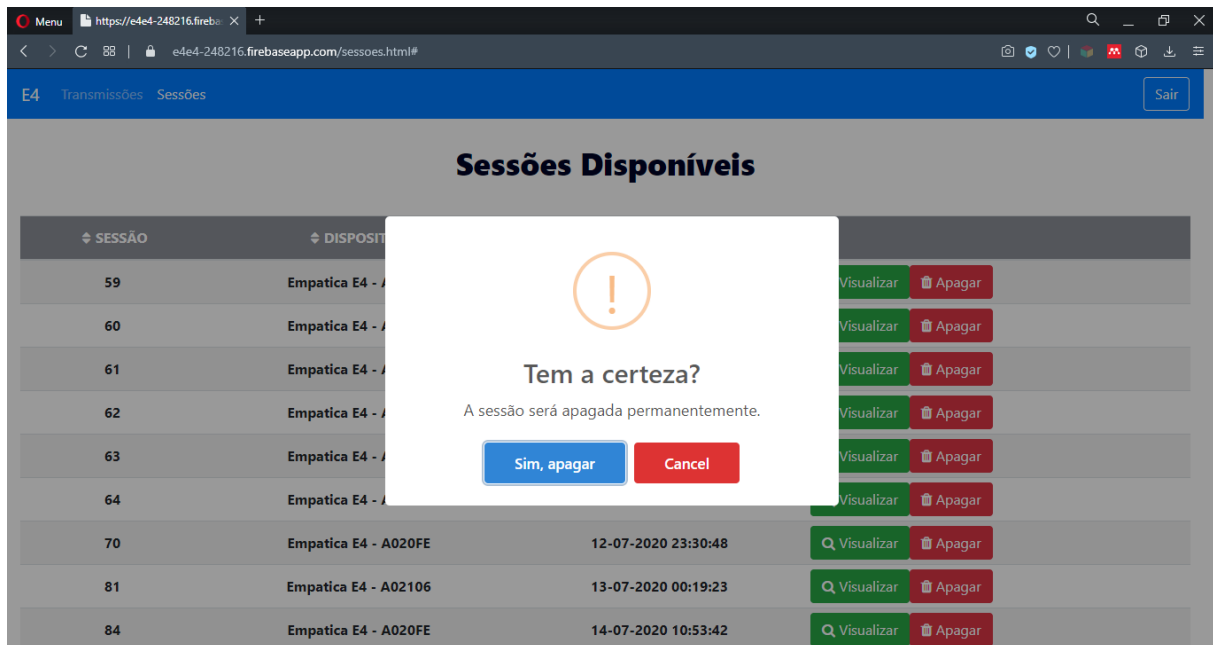 Menu https://e4e4-248216.fireba
e4e4-248216.firebaseapp.com/sessoes.html#
E4 Transmissões Sessões Sair
Sessões Disponíveis
SESSÃO DISPOSIT
59 Empatica E4 - A Visualizar Apagar
60 Empatica E4 - A Visualizar Apagar
61 Empatica E4 - A Visualizar Apagar
62 Empatica E4 - A Visualizar Apagar
63 Empatica E4 - A Visualizar Apagar
64 Empatica E4 - A Visualizar Apagar
!
Tem a certeza?
A sessão será apagada permanentemente.
Sim, apagar Cancel
70 Empatica E4 - A020FE 12-07-2020 23:30:48 Visualizar Apagar
81 Empatica E4 - A02106 13-07-2020 00:19:23 Visualizar Apagar
84 Empatica E4 - A020FE 14-07-2020 10:53:42 Visualizar Apagar